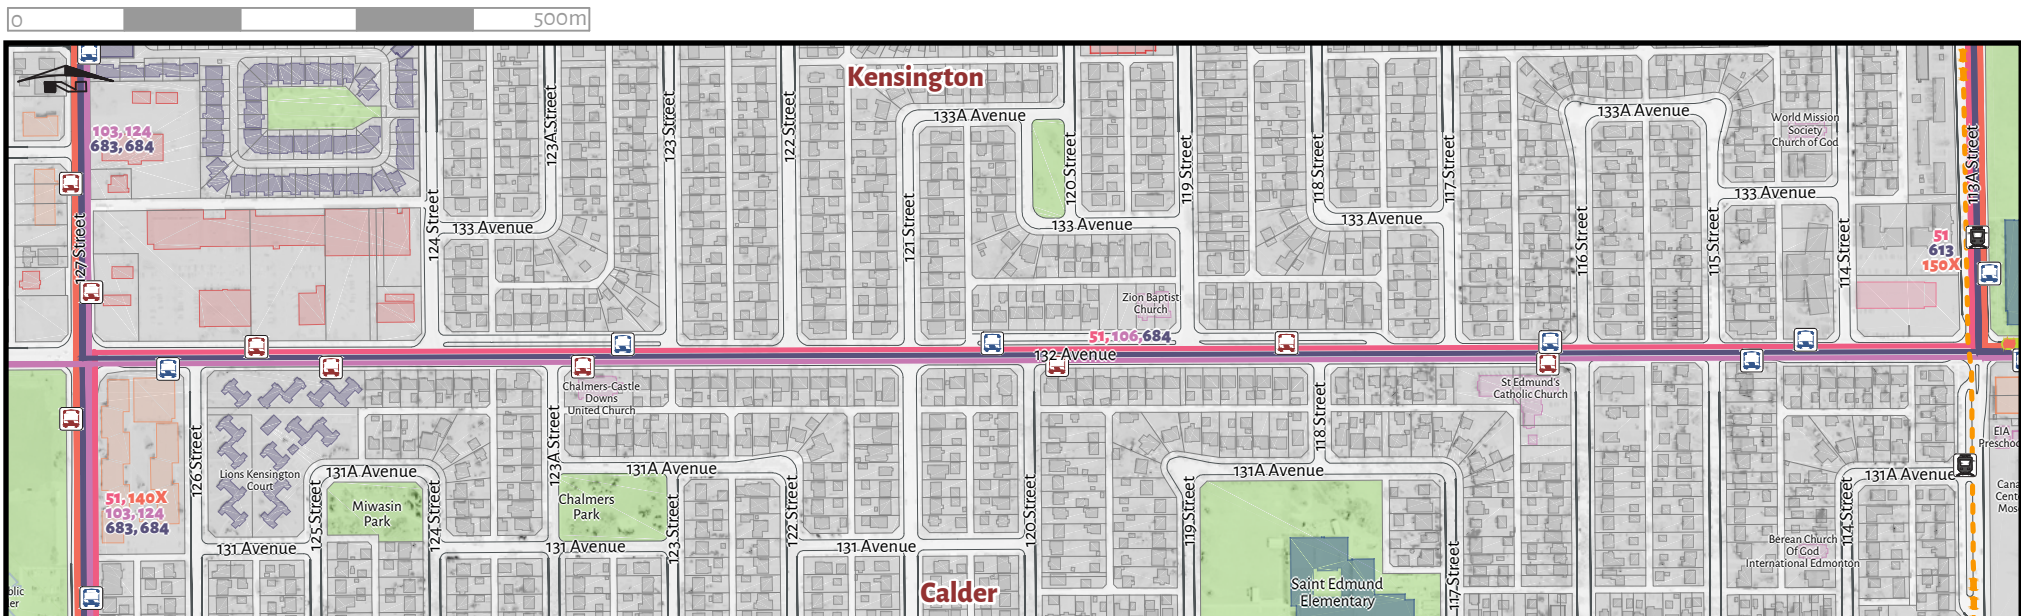 0
500m
Kensington
103, 124
683, 684
127 Street
124 Street
123A Street
123 Street
122 Street
133 Avenue
121 Street
133A Avenue
120 Street
133 Avenue
119 Street
118 Street
117 Street
133 Avenue
133A Avenue
116 Street
115 Street
World Mission
Society
Church of God
133 Avenue
114 Street
113A Street
51
613
150X
Zion Baptist
Church
51, 106, 684
132 Avenue
Chalmers-Castle
Downs
United Church
St Edmund's
Catholic Church
51, 140X
103, 124
683, 684
126 Street
Lions Kensington
Court
131A Avenue
125 Street
Miwasin
Park
124 Street
131 Avenue
123A Street
131A Avenue
Chalmers
Park
123 Street
122 Street
131 Avenue
131 Avenue
120 Street
Calder
118 Street
131A Avenue
119 Street
117 Street
Saint Edmund
Elementary
131A Avenue
114 Street
Berean Church
Of God
International Edmonton
EIA
Preschoo
Cana
Cent
Mos
blic
er